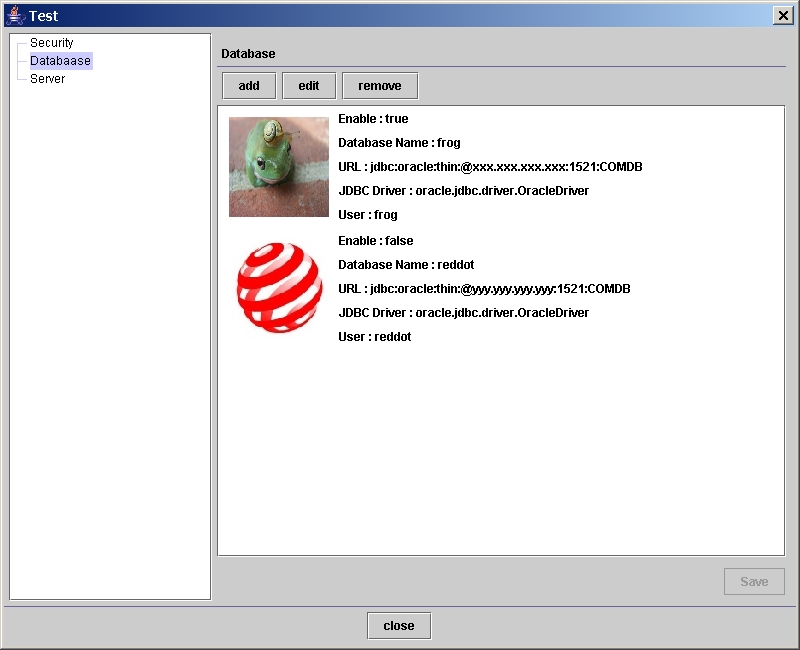 Test
Security
Databaase
Server
Database
add edit remove
Enable : true
Database Name : frog
URL : jdbc:oracle:thin:@xxx.xxx.xxx.xxx:1521:COMDB
JDBC Driver : oracle.jdbc.driver.OracleDriver
User : frog
Enable : false
Database Name : reddot
URL : jdbc:oracle:thin:@yyy.yyy.yyy.yyy:1521:COMDB
JDBC Driver : oracle.jdbc.driver.OracleDriver
User : reddot
Save
close